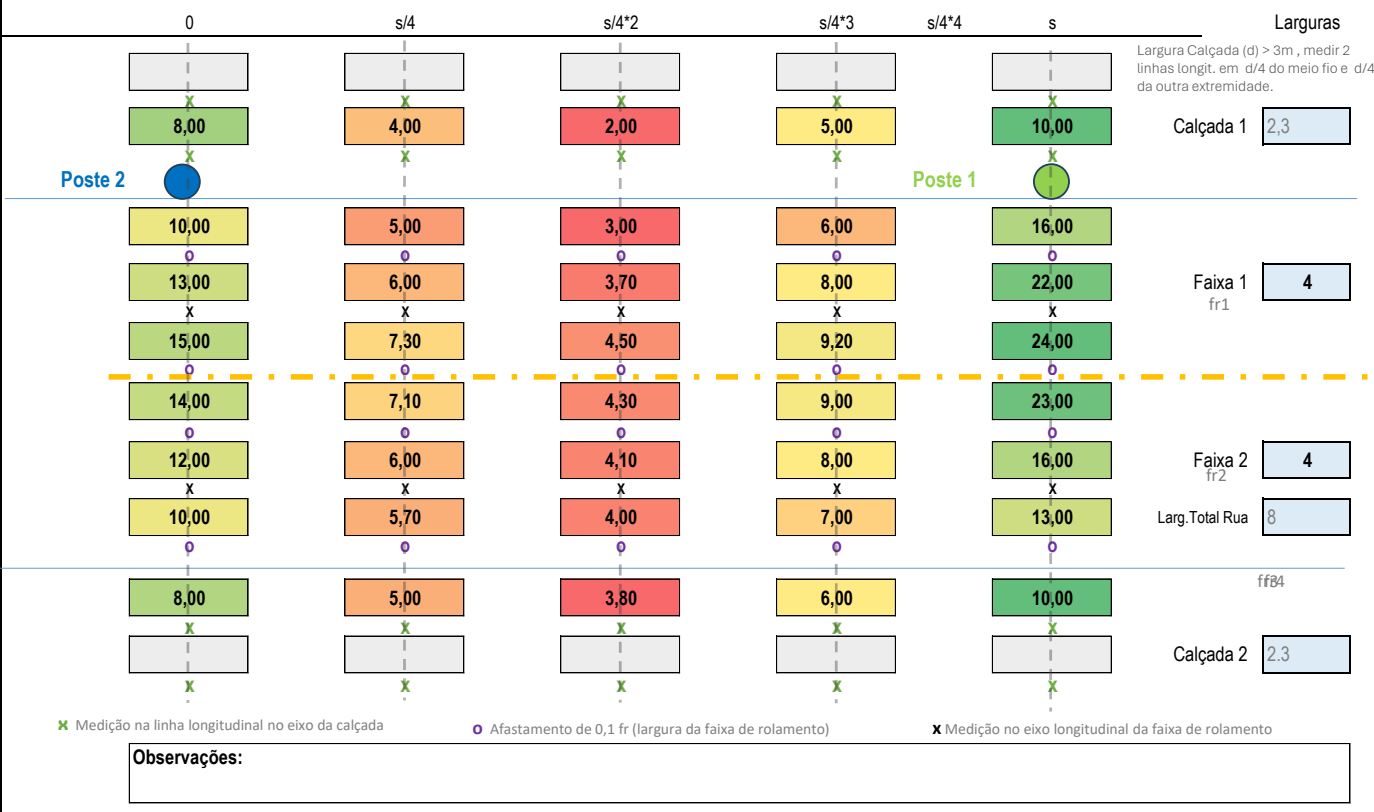 0 s/4 s/4*2 s/4*3 s/4*4 s Larguras
Largura Calçada (d) > 3m , medir 2
linhas longit. em d/4 do meio fio e d/4
da outra extremidade.
x x x x x
8,00 4,00 2,00 5,00 10,00 Calçada 1 2,3
x x x x x
Poste 2 Poste 1
10,00 5,00 3,00 6,00 16,00
o o o o o
13,00 6,00 3,70 8,00 22,00 Faixa 1 4
fr1
x x x x x
15,00 7,30 4,50 9,20 24,00
o o o o o
14,00 7,10 4,30 9,00 23,00
o o o o o
12,00 6,00 4,10 8,00 16,00 Faixa 2 4
fr2
x x x x x
10,00 5,70 4,00 7,00 13,00 Larg.Total Rua 8
o o o o o
8,00 5,00 3,80 6,00 10,00
x x x x x
Calçada 2 2.3
x x x x x
x Medição na linha longitudinal no eixo da calçada o Afastamento de 0,1 fr (largura da faixa de rolamento) x Medição no eixo longitudinal da faixa de rolamento
Observações: